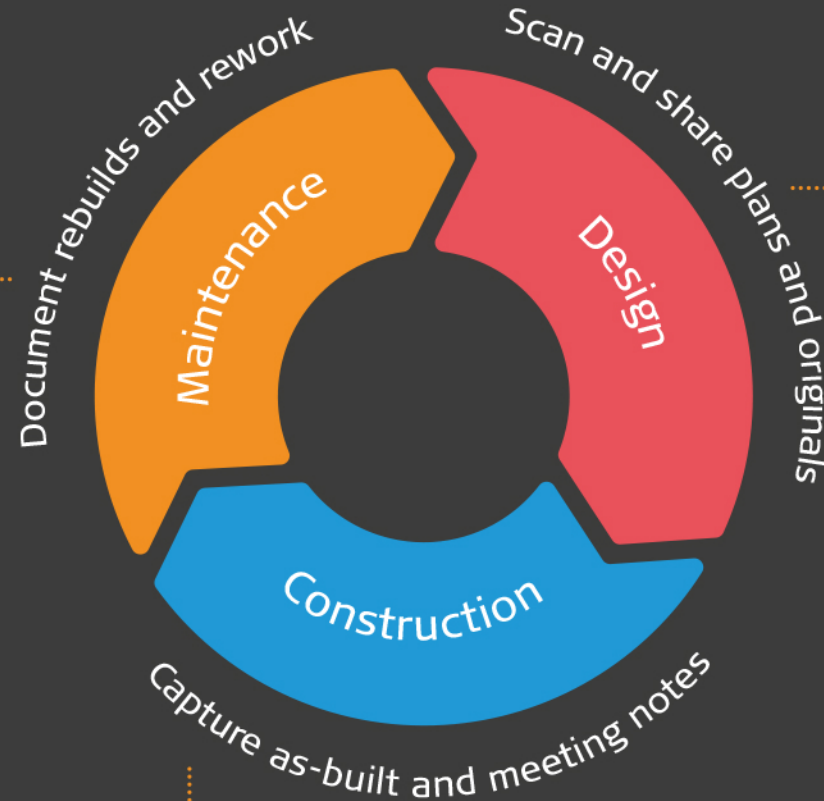 Scan and share plans and originals
Design
Construction
Capture as-built and meeting notes
Maintenance
Document rebuilds and rework